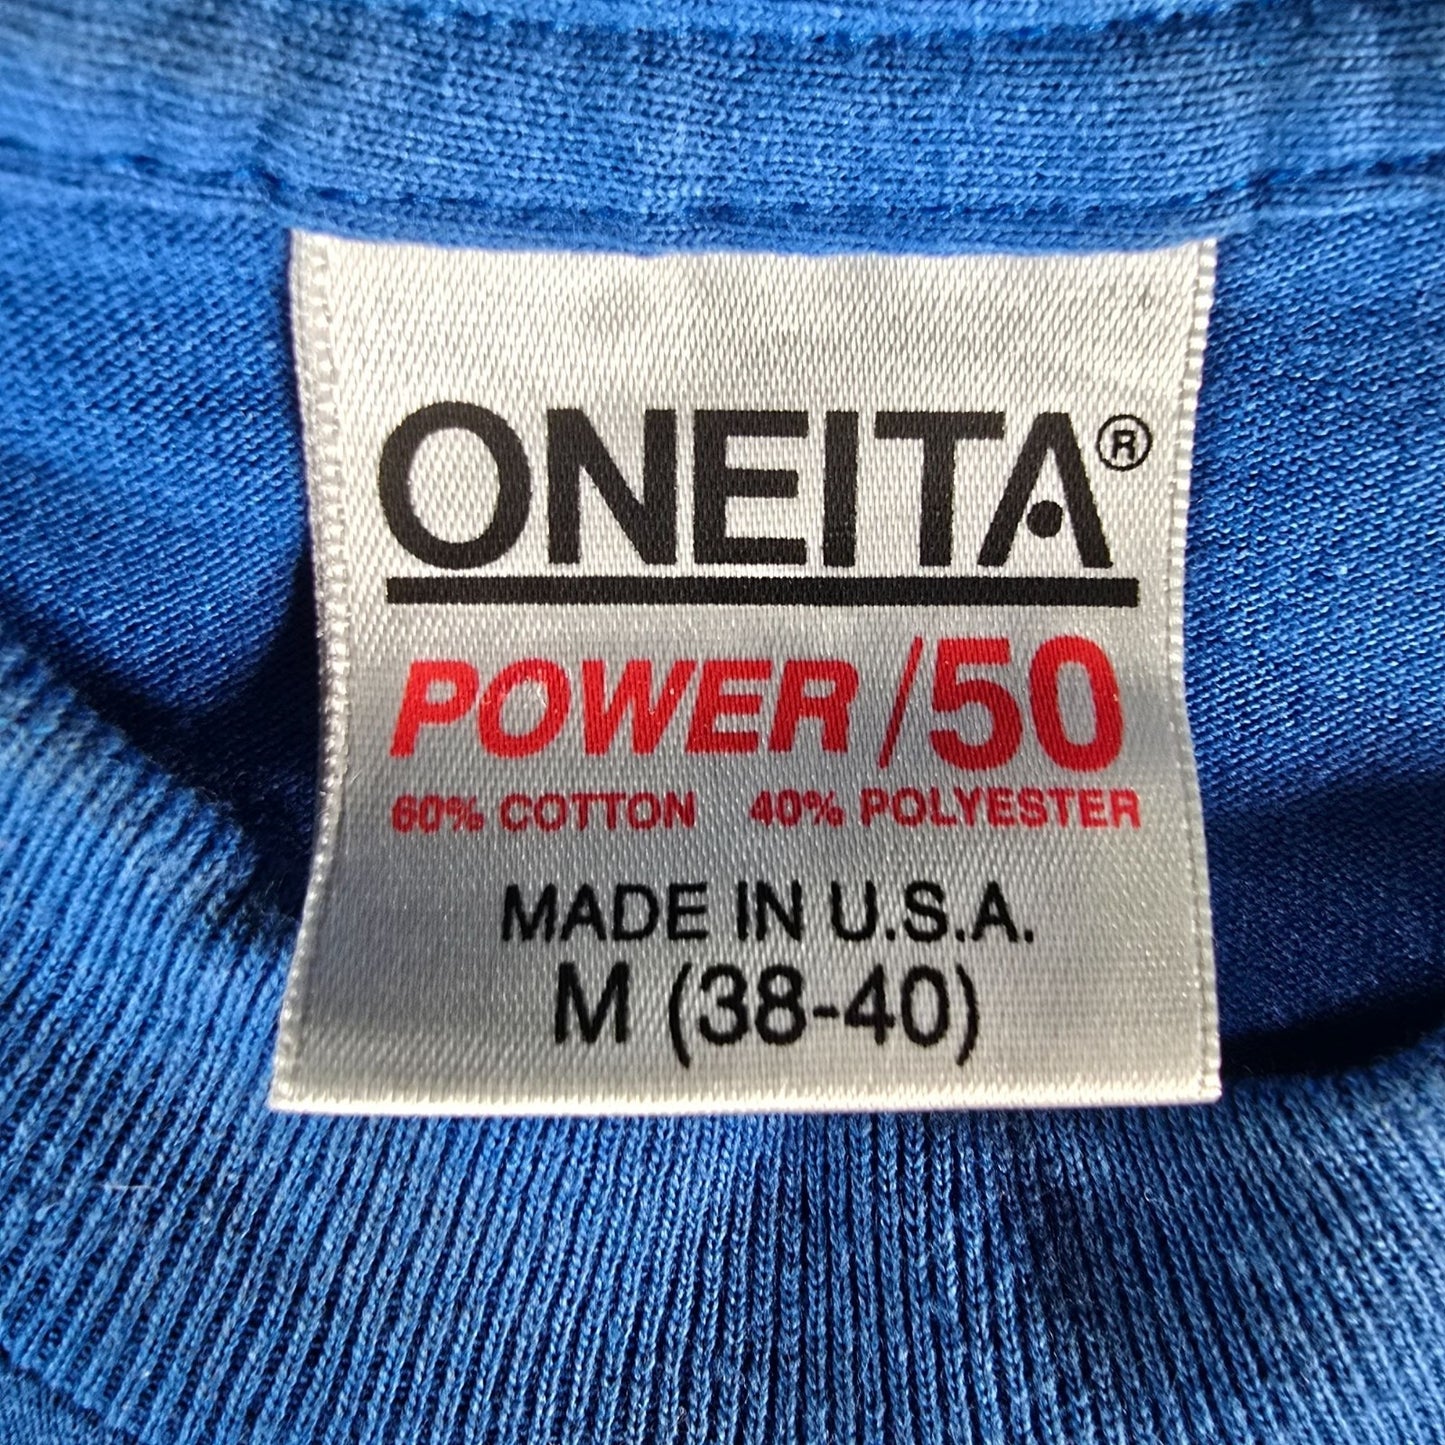 ONEITA®
POWER/50
60% COTTON 40% POLYESTER
MADE IN U.S.A.
M (38-40)